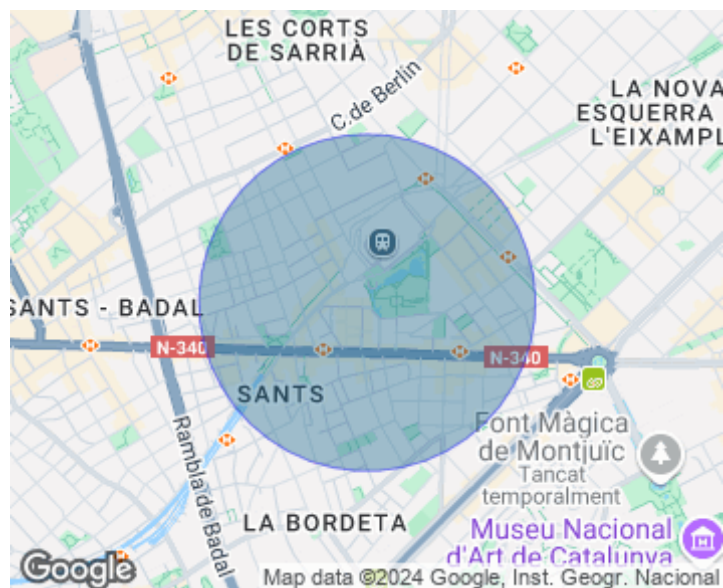 LES CORTS
DE SARRIÀ
C. de Berlín
LA NOVA
ESQUERRA
L'EIXAMPL
SANTS - BADAL
N-340
N-340
SANTS
Rambla de Badal
Font Màgica
de Montjuïc
Tancat
temporalment
LA BORDETA
Museu Nacional
d'Art de Catalunya
Google
Map data ©2024 Google, Inst. Geogr. Nacional